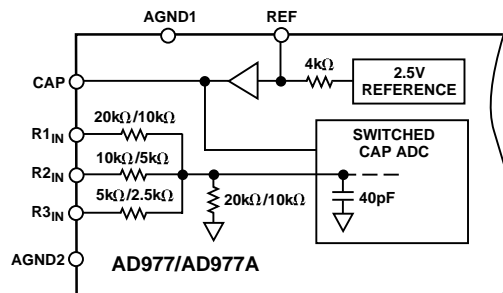 AGND1
REF
CAP
4kΩ
2.5V
REFERENCE
R1IN
20kΩ/10kΩ
SWITCHED
CAP ADC
R2IN
10kΩ/5kΩ
R3IN
5kΩ/2.5kΩ
20kΩ/10kΩ
40pF
AGND2
AD977/AD977A